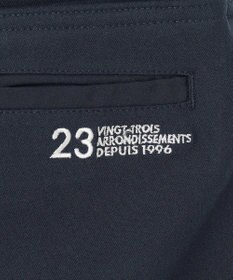 23 VINGT-TROIS
ARRONDISSEMENTS
DEPUIS 1996